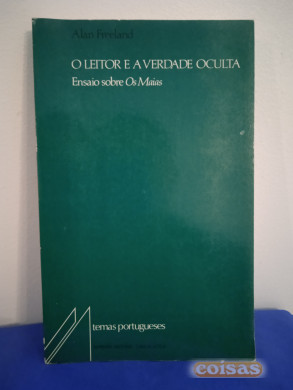 Alan Freeland
O LEITOR E A VERDADE OCULTA
Ensaio sobre Os Maias
temas portugueses
coisas